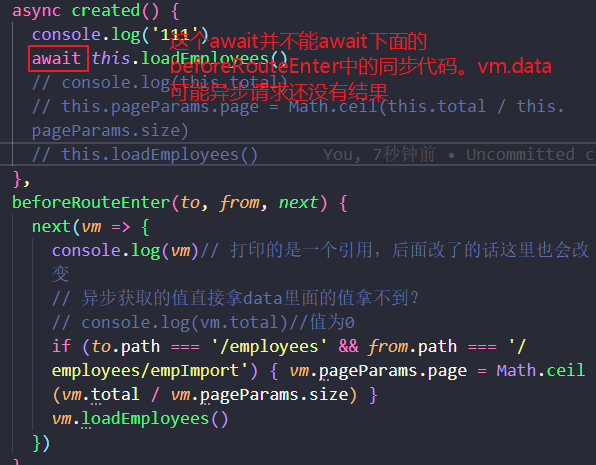 async created() {
console.log('111')
await this.loadEmployees()
这个await并不能await下面的
beforeRouteEnter中的同步代码。vm.data
可能异步请求还没有结果
// console.log(this.total)
// this.pageParams.page = Math.ceil(this.total / this.
pageParams.size)
// this.loadEmployees() You, 7秒钟前 • Uncommitted c
},
beforeRouteEnter(to, from, next) {
next(vm => {
console.log(vm)// 打印的是一个引用，后面改了的话这里也会改
变
// 异步获取的值直接拿data里面的值拿不到？
// console.log(vm.total)//值为0
if (to.path === '/employees' && from.path === '/
employees/empImport') { vm.pageParams.page = Math.ceil
(vm.total / vm.pageParams.size) }
vm.loadEmployees()
})
}